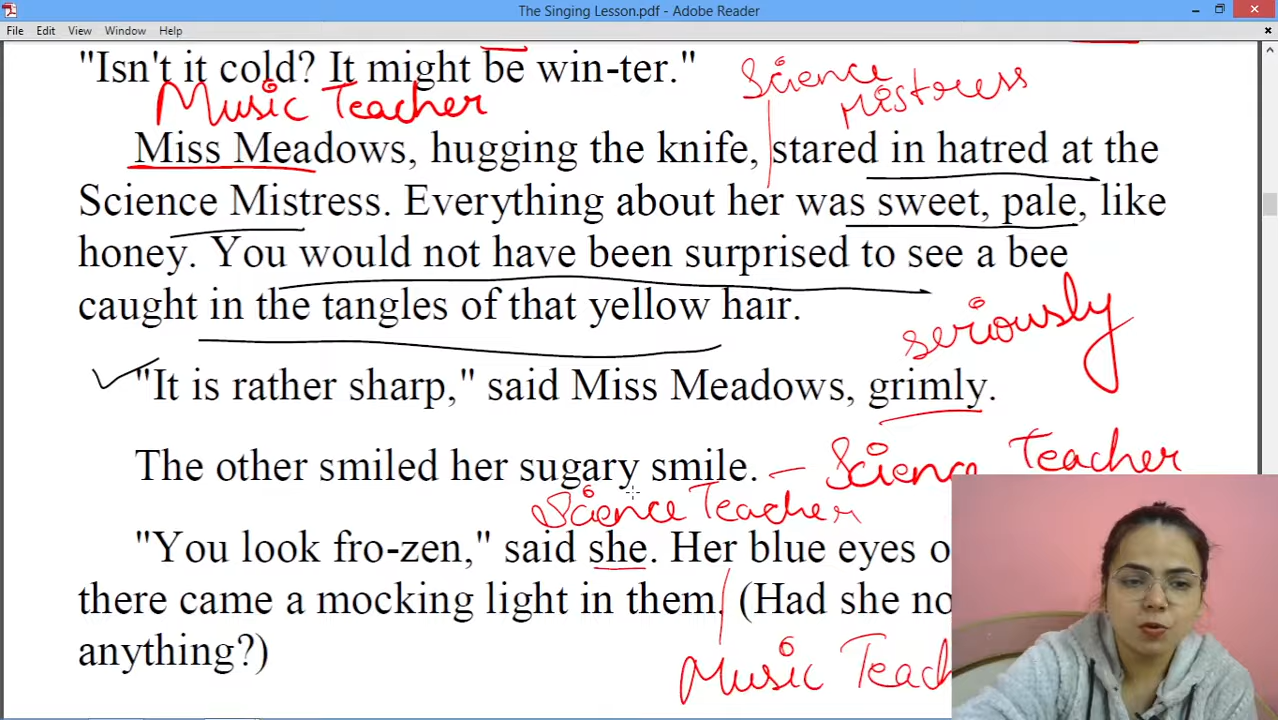 The Singing Lesson.pdf - Adobe Reader
File Edit View Window Help
"Isn't it cold? It might be win-ter."
Science
Mistress
Music Teacher
Miss Meadows, hugging the knife, stared in hatred at the
Science Mistress. Everything about her was sweet, pale, like
honey. You would not have been surprised to see a bee
caught in the tangles of that yellow hair.
seriously
"It is rather sharp," said Miss Meadows, grimly.
The other smiled her sugary smile. - Science Teacher
Science Teacher
"You look fro-zen," said she. Her blue eyes
there came a mocking light in them. (Had she
anything?)
Music